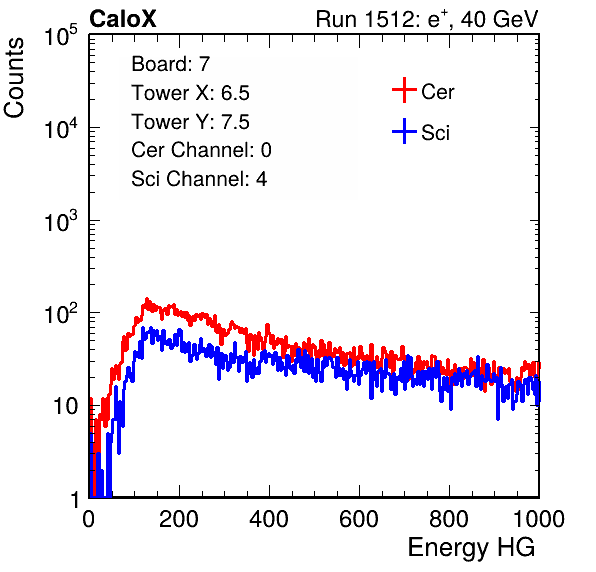 CaloX Run 1512: e⁺, 40 GeV
Counts
10⁵
10⁴
10³
10²
10
1
Board: 7
Tower X: 6.5
Tower Y: 7.5
Cer Channel: 0
Sci Channel: 4
Cer
Sci
0 200 400 600 800 1000
Energy HG